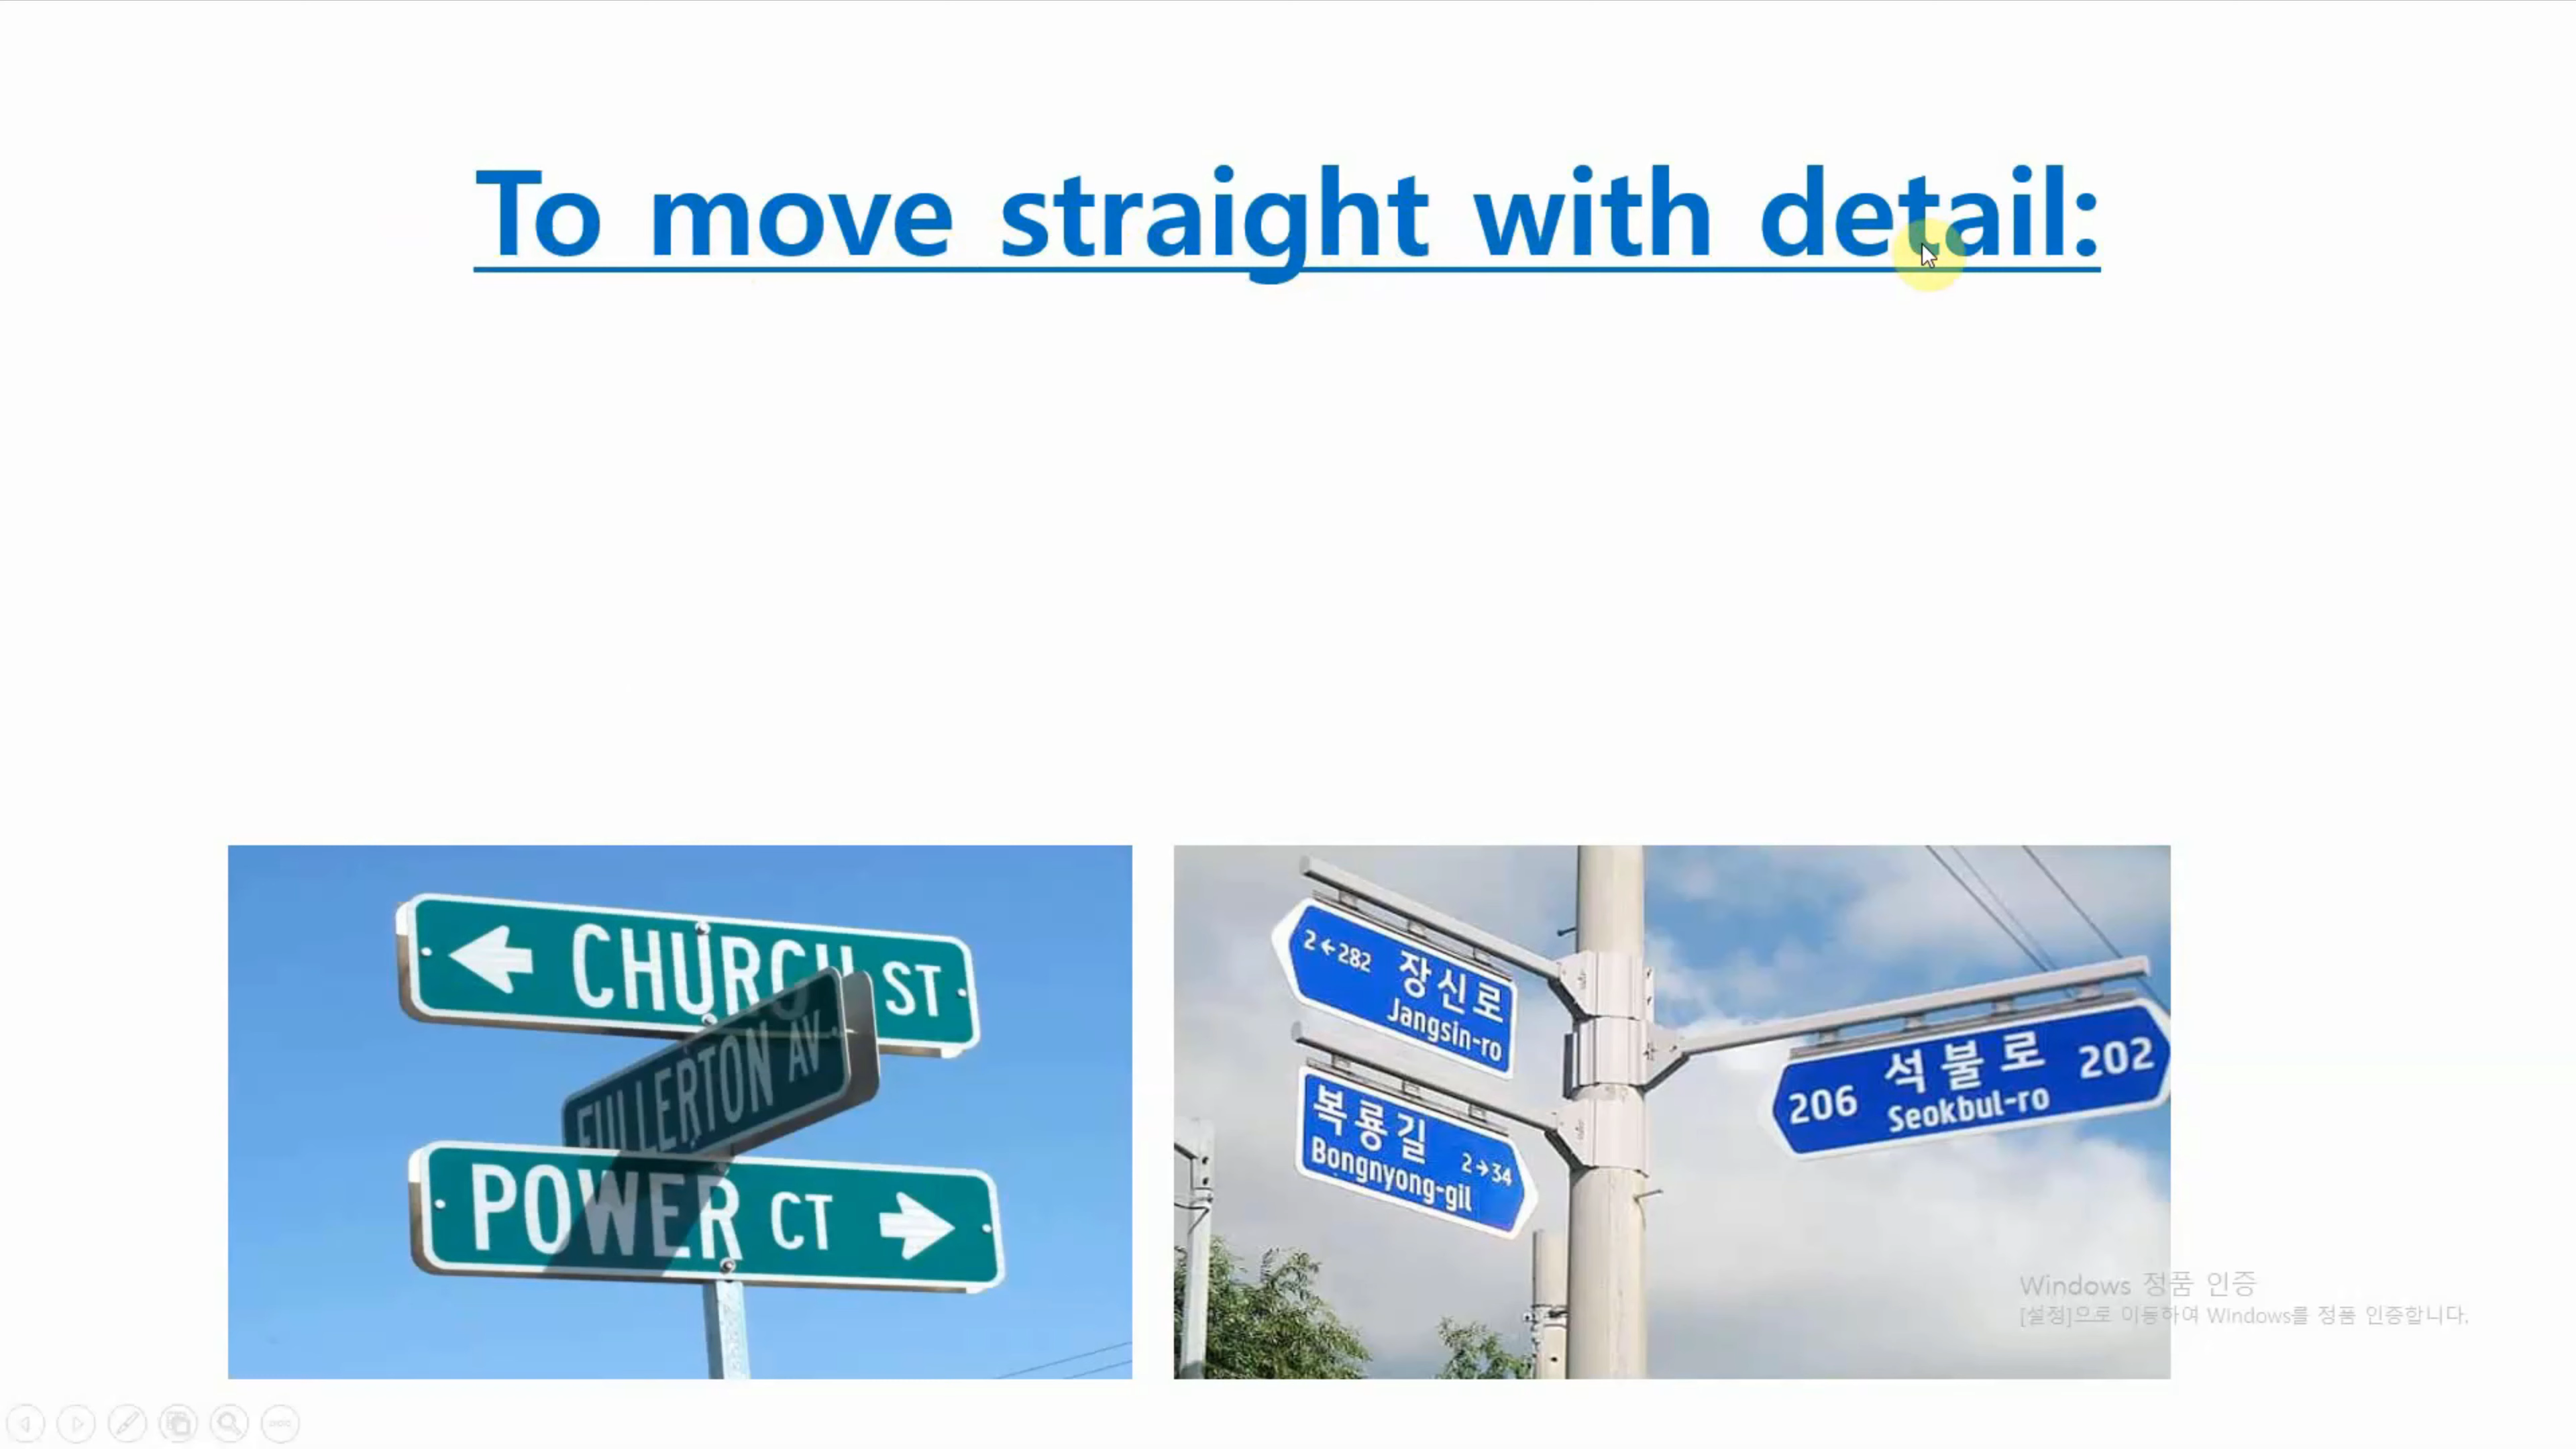 To move straight with detail:
CHURCH ST
FULLERTON AV
POWER CT
2←282 장신로
Jangsin-ro
복룡길
Bongnyong-gil 2→34
206 석불로 202
Seokbul-ro
Windows 정품 인증
[설정]으로 이동하여 Windows를 정품 인증합니다.